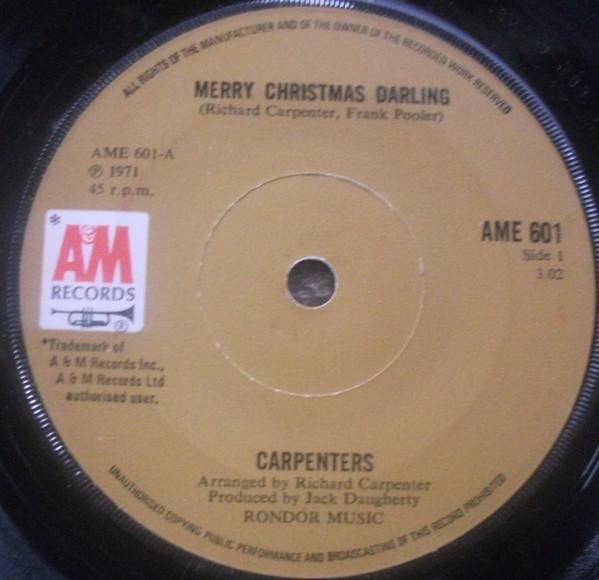 ALL RIGHTS OF THE MANUFACTURER AND OF THE OWNER OF THE RECORDED WORK RESERVED
MERRY CHRISTMAS DARLING
(Richard Carpenter, Frank Pooler)
AME 601-A
℗ 1971
45 r.p.m.
AME 601
Side 1
3.02
*
A&M
RECORDS
®
*Trademark of
A & M Records Inc.,
A & M Records Ltd
authorised user.
CARPENTERS
Arranged by Richard Carpenter
Produced by Jack Daugherty
RONDOR MUSIC
UNAUTHORISED COPYING PUBLIC PERFORMANCE AND BROADCASTING OF THIS RECORD PROHIBITED